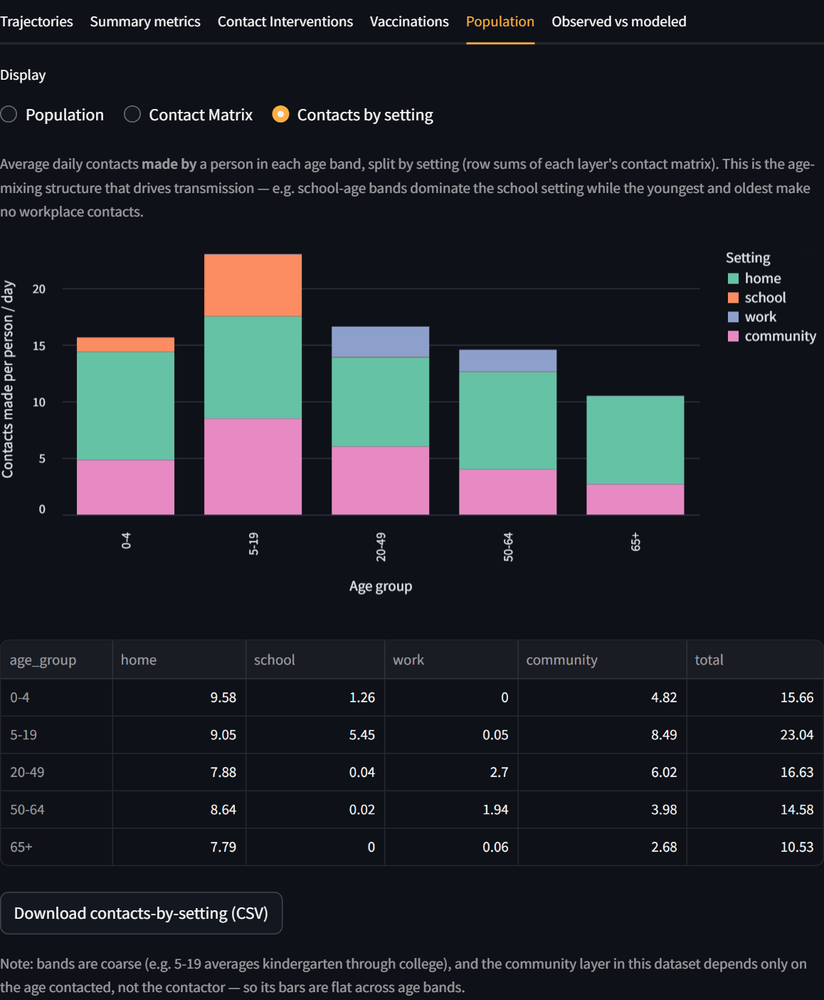 Trajectories Summary metrics Contact Interventions Vaccinations Population Observed vs modeled
Display
Population Contact Matrix Contacts by setting
Average daily contacts made by a person in each age band, split by setting (row sums of each layer's contact matrix). This is the age-
mixing structure that drives transmission — e.g. school-age bands dominate the school setting while the youngest and oldest make
no workplace contacts.
Contacts made per person / day
20
15
10
5
0
0-4
5-19
20-49
50-64
65+
Age group
Setting
home
school
work
community
age_group home school work community total
0-4 9.58 1.26 0 4.82 15.66
5-19 9.05 5.45 0.05 8.49 23.04
20-49 7.88 0.04 2.7 6.02 16.63
50-64 8.64 0.02 1.94 3.98 14.58
65+ 7.79 0 0.06 2.68 10.53
Download contacts-by-setting (CSV)
Note: bands are coarse (e.g. 5-19 averages kindergarten through college), and the community layer in this dataset depends only on
the age contacted, not the contactor — so its bars are flat across age bands.